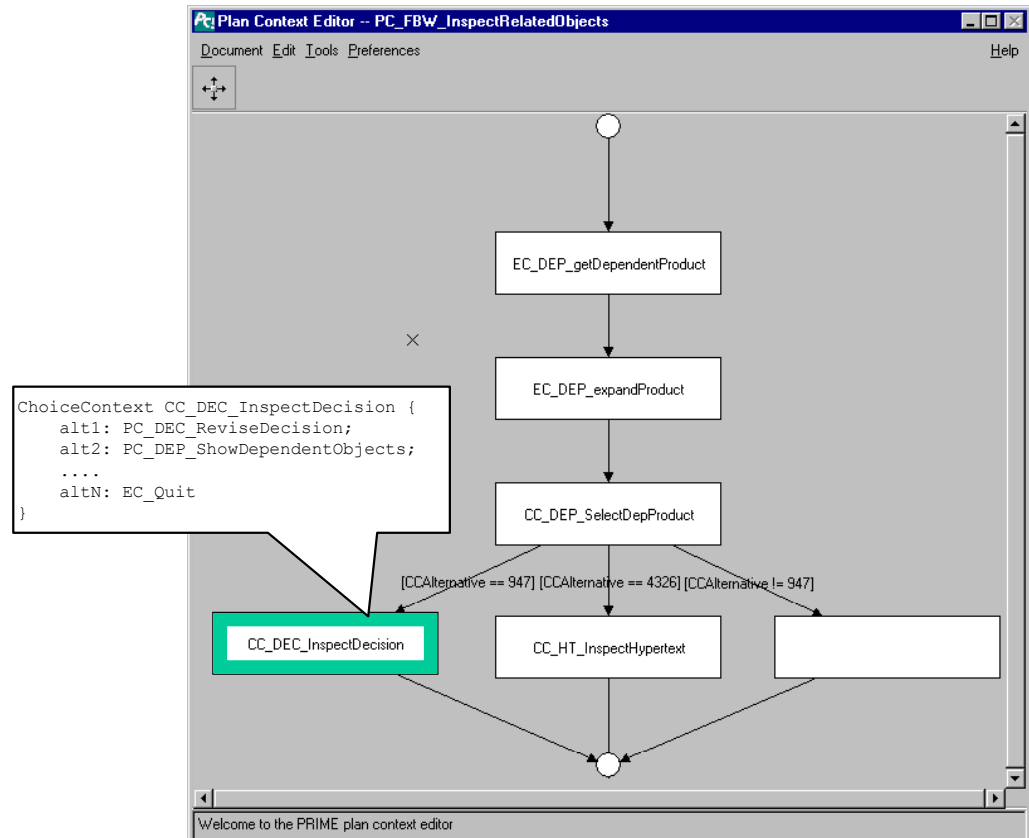 Plan Context Editor -- PC_FBW_InspectRelatedObjects
Document Edit Tools Preferences Help
EC_DEP_getDependentProduct
EC_DEP_expandProduct
ChoiceContext CC_DEC_InspectDecision {
alt1: PC_DEC_ReviseDecision;
alt2: PC_DEP_ShowDependentObjects;
....
altN: EC_Quit
}
CC_DEP_SelectDepProduct
[CCAlternative == 947] [CCAlternative == 4326] [CCAlternative != 947]
CC_DEC_InspectDecision
CC_HT_InspectHypertext
Welcome to the PRIME plan context editor